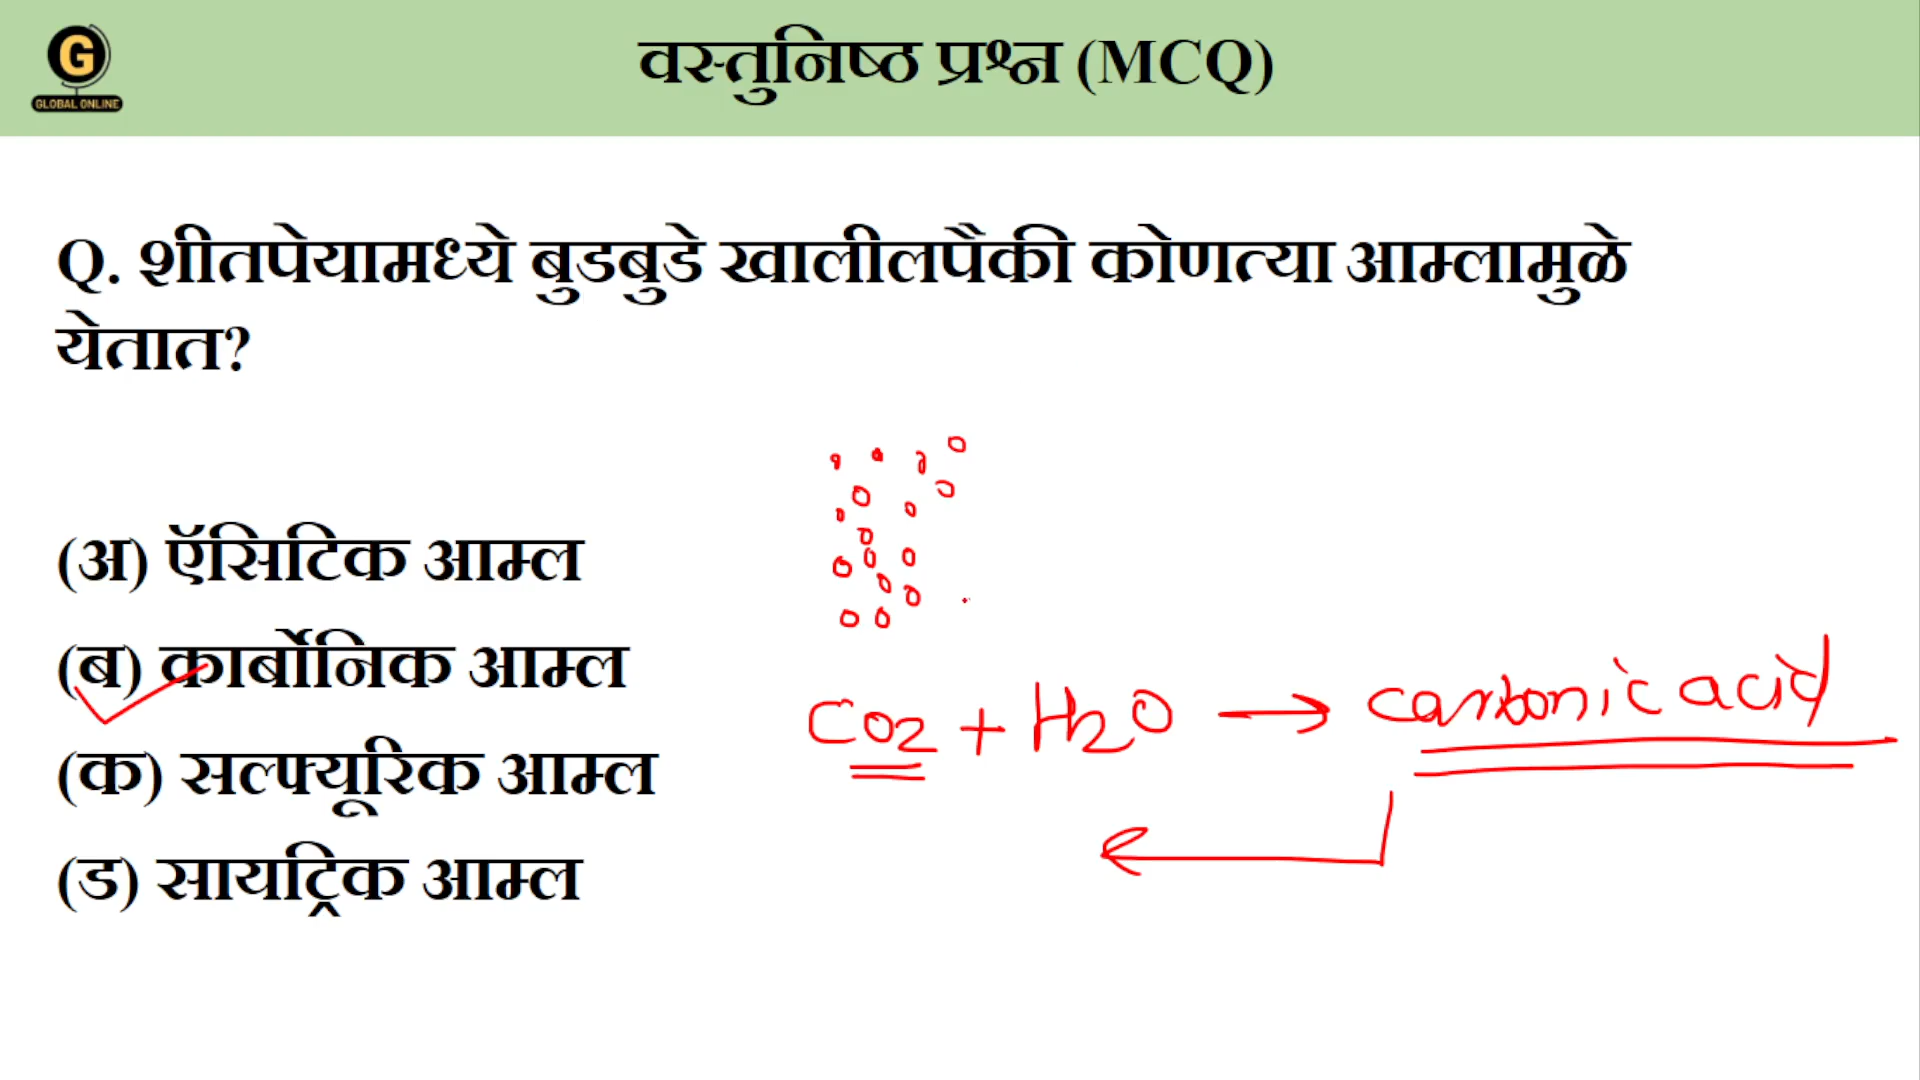 G
GLOBAL ONLINE
वस्तुनिष्ठ प्रश्न (MCQ)
Q. शीतपेयामध्ये बुडबुडे खालीलपैकी कोणत्या आम्लामुळे
येतात?
(अ) ऍसिटिक आम्ल
(ब) कार्बोनिक आम्ल
(क) सल्फ्यूरिक आम्ल
(ड) सायट्रिक आम्ल
CO2 + H2O → carbonic acid